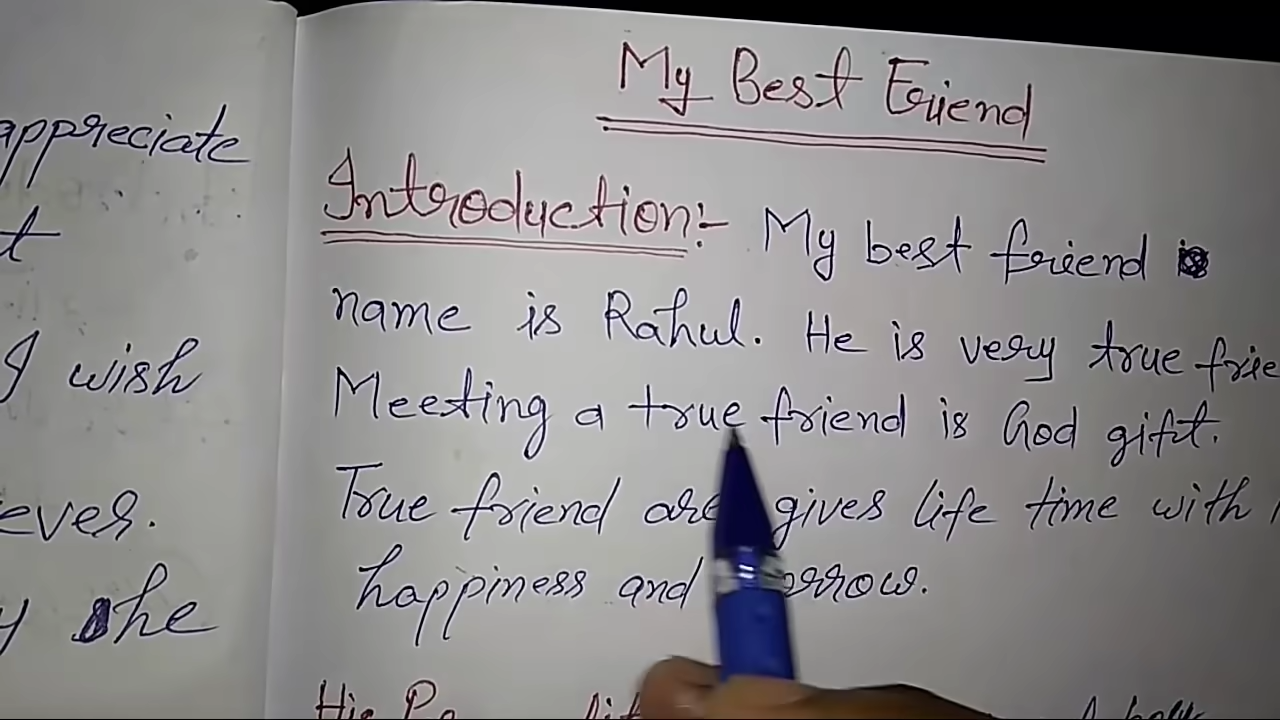 appreciate
t
I wish
ever.
y she
My Best Friend
Introduction:- My best friend
name is Rahul. He is very true frie
Meeting a true friend is God gift.
True friend are gives life time with
happiness and